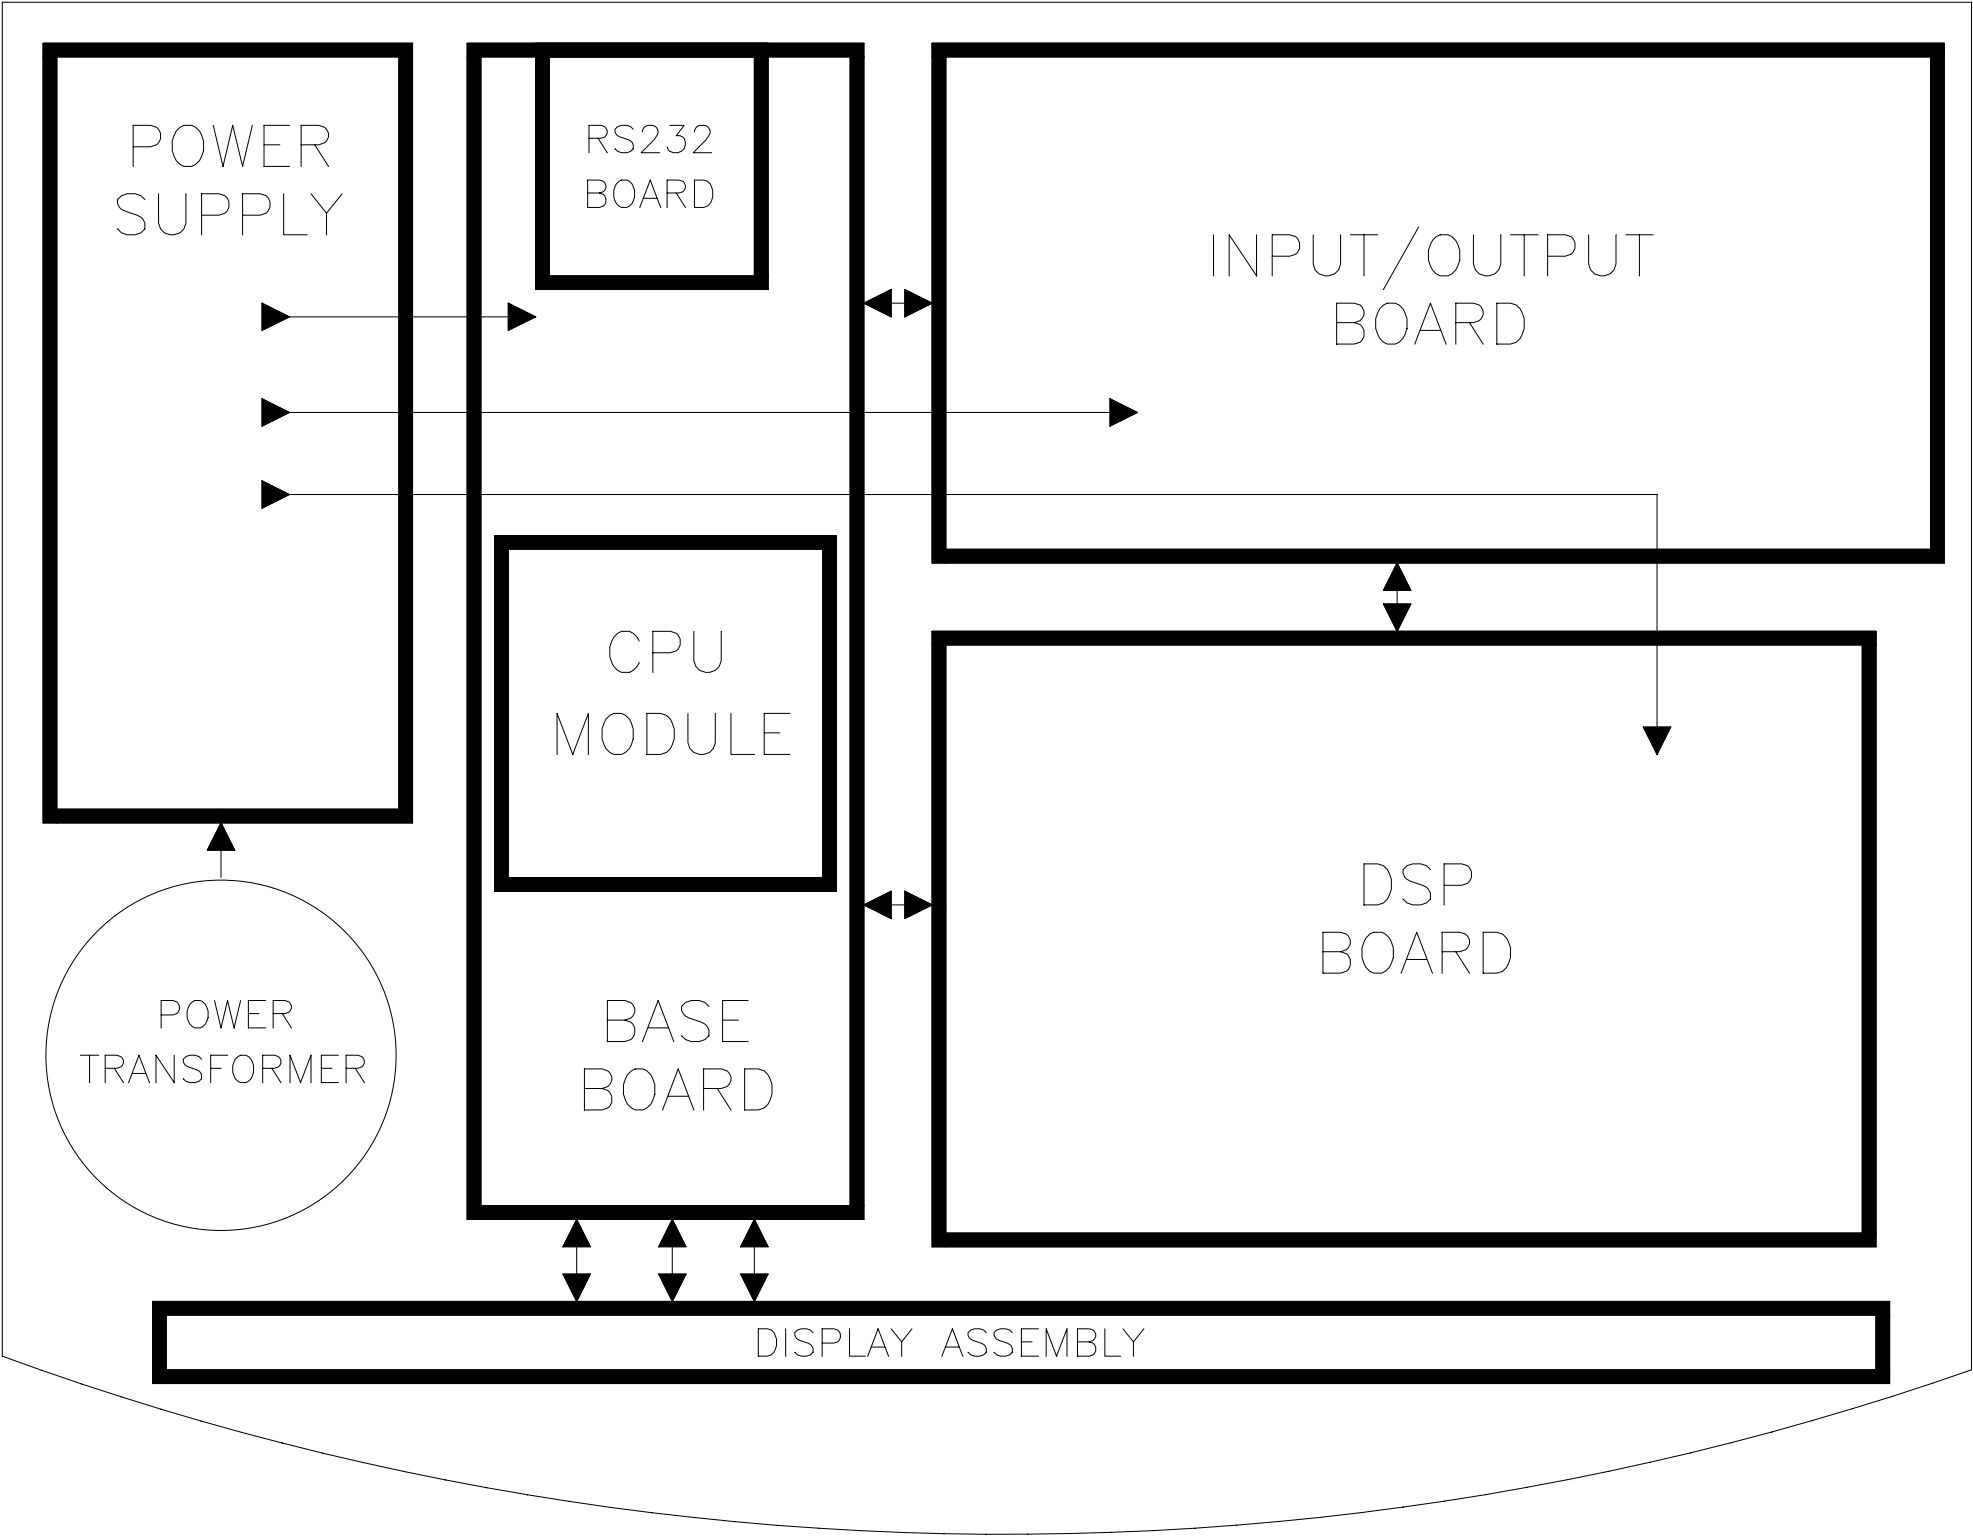 POWER
SUPPLY
RS232
BOARD
INPUT/OUTPUT
BOARD
CPU
MODULE
DSP
BOARD
POWER
TRANSFORMER
BASE
BOARD
DISPLAY ASSEMBLY